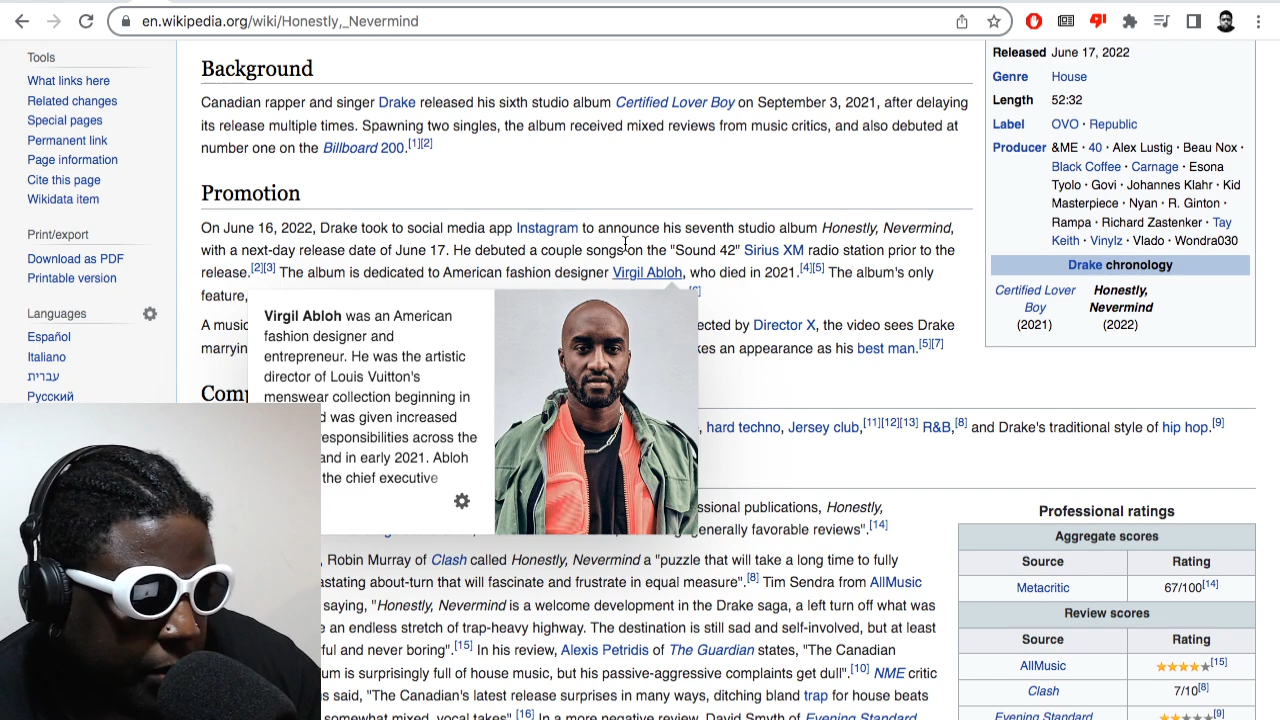 en.wikipedia.org/wiki/Honestly,_Nevermind
Tools
What links here
Related changes
Special pages
Permanent link
Page information
Cite this page
Wikidata item
Print/export
Download as PDF
Printable version
Languages
Español
Italiano
עברית
Русский
Background
Canadian rapper and singer Drake released his sixth studio album Certified Lover Boy on September 3, 2021, after delaying
its release multiple times. Spawning two singles, the album received mixed reviews from music critics, and also debuted at
number one on the Billboard 200.[1][2]
Promotion
On June 16, 2022, Drake took to social media app Instagram to announce his seventh studio album Honestly, Nevermind,
with a next-day release date of June 17. He debuted a couple songs on the "Sound 42" Sirius XM radio station prior to the
release.[2][3] The album is dedicated to American fashion designer Virgil Abloh, who died in 2021.[4][5] The album's only
feature,
[6]
A music
ected by Director X, the video sees Drake
marryin
kes an appearance as his best man.[5][7]
Virgil Abloh was an American
fashion designer and
entrepreneur. He was the artistic
director of Louis Vuitton's
menswear collection beginning in
d was given increased
responsibilities across the
and in early 2021. Abloh
the chief executive
Comp
, hard techno, Jersey club,[11][12][13] R&B,[8] and Drake's traditional style of hip hop.[9]
ssional publications, Honestly,
generally favorable reviews".[14]
, Robin Murray of Clash called Honestly, Nevermind a "puzzle that will take a long time to fully
astating about-turn that will fascinate and frustrate in equal measure".[8] Tim Sendra from AllMusic
saying, "Honestly, Nevermind is a welcome development in the Drake saga, a left turn off what was
e an endless stretch of trap-heavy highway. The destination is still sad and self-involved, but at least
ful and never boring".[15] In his review, Alexis Petridis of The Guardian states, "The Canadian
um is surprisingly full of house music, but his passive-aggressive complaints get dull".[10] NME critic
s said, "The Canadian's latest release surprises in many ways, ditching bland trap for house beats
somewhat mixed, vocal takes".[16] In a more negative review, David Smyth of Evening Standard
Released June 17, 2022
Genre House
Length 52:32
Label OVO · Republic
Producer &ME · 40 · Alex Lustig · Beau Nox ·
Black Coffee · Carnage · Esona
Tyolo · Govi · Johannes Klahr · Kid
Masterpiece · Nyan · R. Ginton ·
Rampa · Richard Zastenker · Tay
Keith · Vinylz · Vlado · Wondra030
Drake chronology
Certified Lover
Boy
(2021)
Honestly,
Nevermind
(2022)
Professional ratings
Aggregate scores
Source Rating
Metacritic 67/100[14]
Review scores
Source Rating
AllMusic [15]
Clash 7/10[8]
Evening Standard [9]